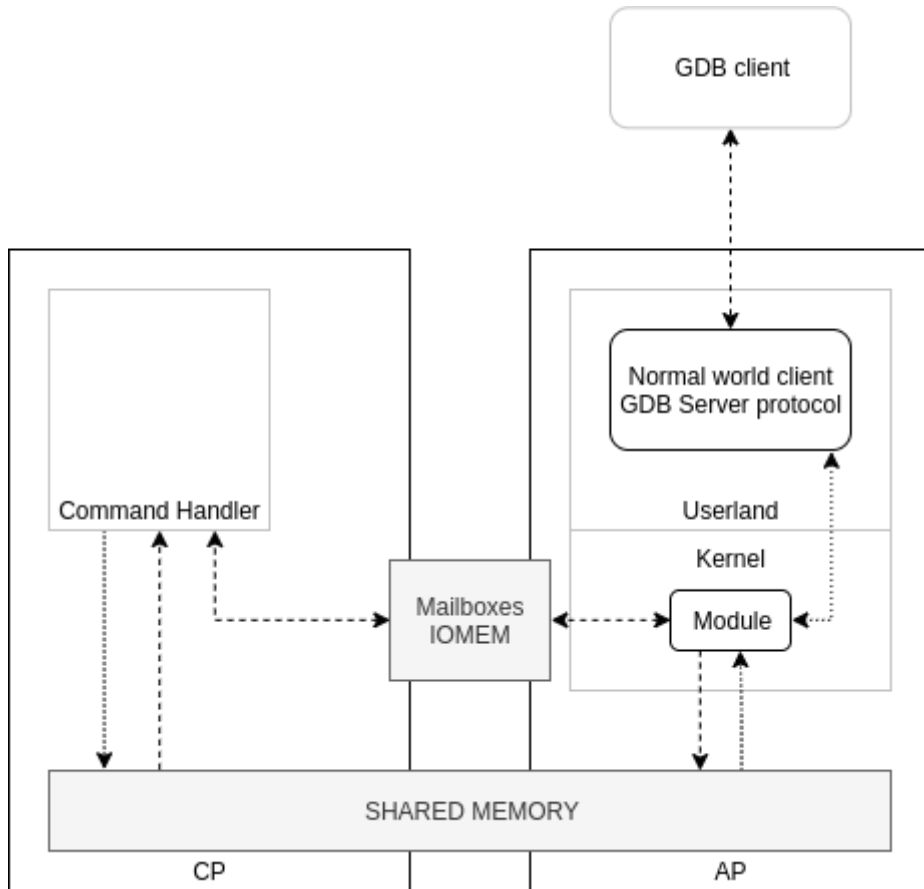 GDB client
Normal world client
GDB Server protocol
Command Handler
Userland
Kernel
Mailboxes
IOMEM
Module
SHARED MEMORY
CP
AP